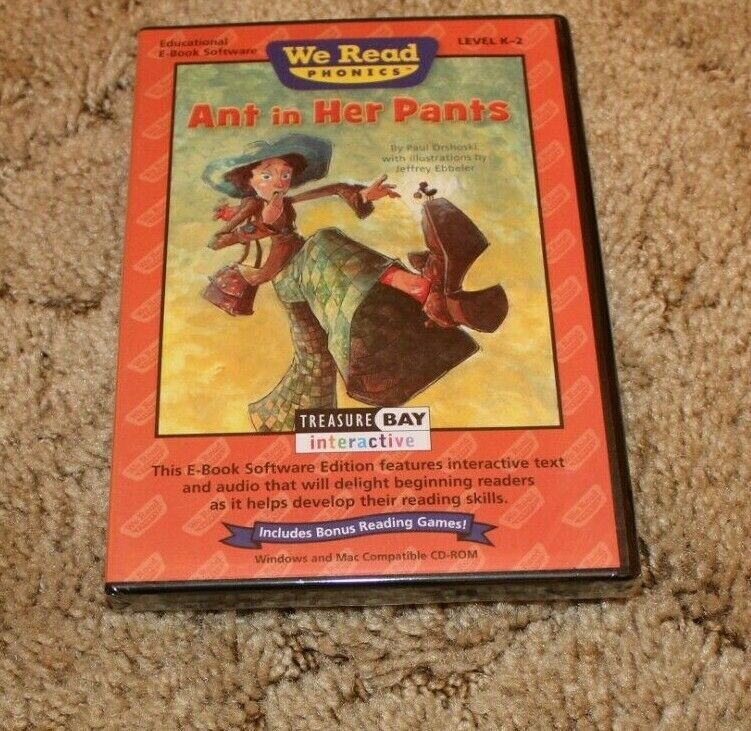 Educational
E-Book Software
We Read
PHONICS™
LEVEL K-2
Ant in Her Pants
By Paul Orshoski
with illustrations by
Jeffrey Ebbeler
TREASURE BAY
interactive
This E-Book Software Edition features interactive text
and audio that will delight beginning readers
as it helps develop their reading skills.
Includes Bonus Reading Games!
Windows and Mac Compatible CD-ROM